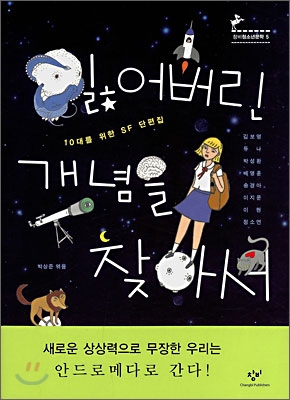 창비청소년문학 5
잃어버린
10대를 위한 SF 단편집
개념을
찾아서
김보영
듀나
박성환
배명훈
송경아
이지문
이현
정소연
박상준 엮음
새로운 상상력으로 무장한 우리는
안드로메다로 간다!
창비
Changbi Publishers